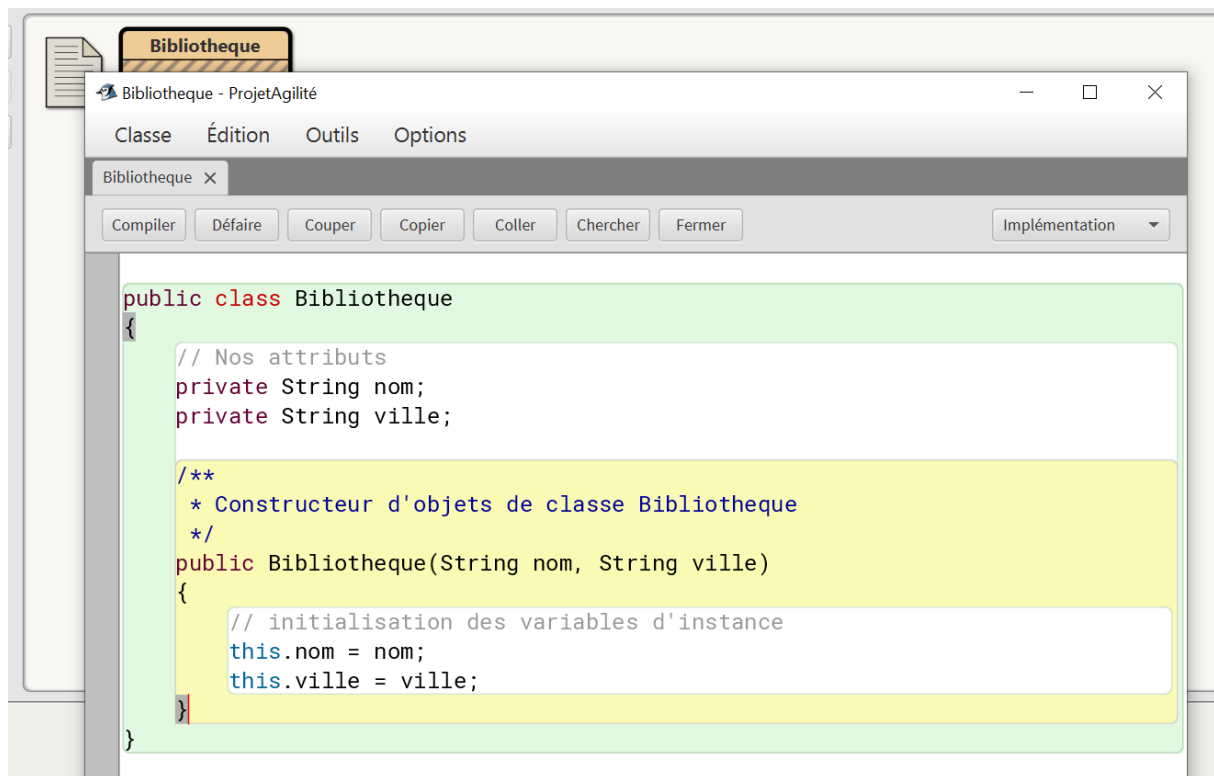 Bibliotheque
Bibliotheque - ProjetAgilité
Classe Édition Outils Options
Bibliotheque
Compiler Défaire Couper Copier Coller Chercher Fermer Implémentation
public class Bibliotheque
{
// Nos attributs
private String nom;
private String ville;
/**
* Constructeur d'objets de classe Bibliotheque
*/
public Bibliotheque(String nom, String ville)
{
// initialisation des variables d'instance
this.nom = nom;
this.ville = ville;
}
}